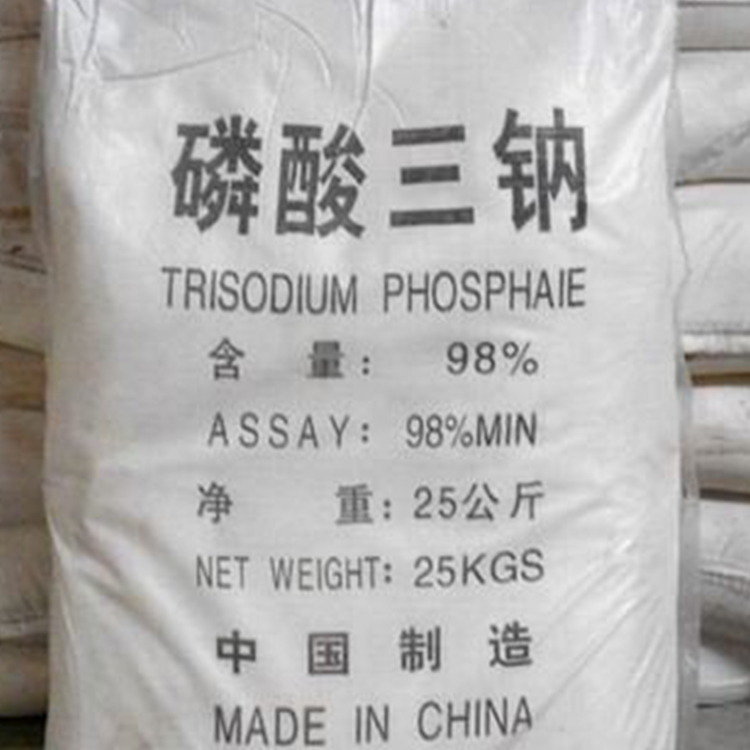 磷酸三钠
TRISODIUM PHOSPHAIE
含 量: 98%
ASSAY: 98%MIN
净 重: 25公斤
NET WEIGHT: 25KGS
中国制造
MADE IN CHINA